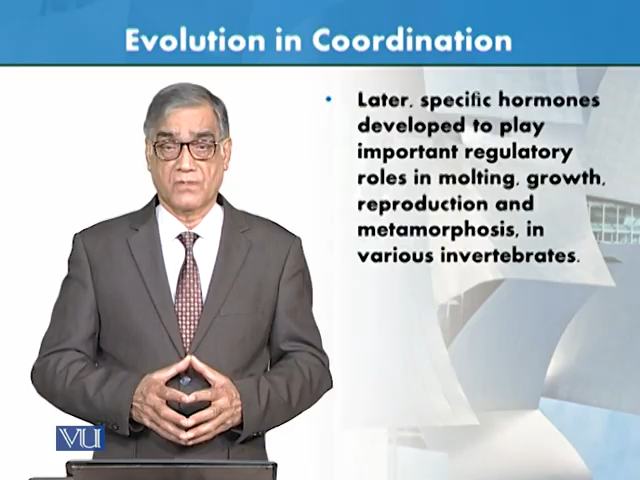 Evolution in Coordination
• Later, specific hormones
developed to play
important regulatory
roles in molting, growth,
reproduction and
metamorphosis, in
various invertebrates.
VU